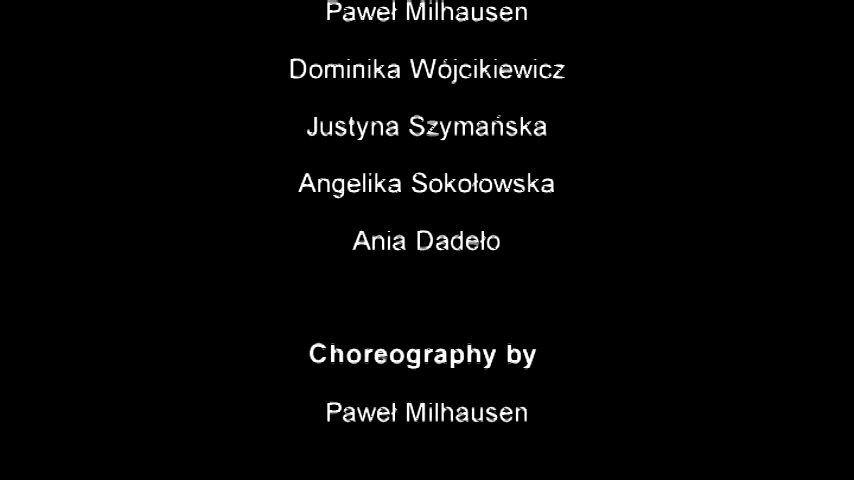 Paweł Milhausen
Dominika Wójcikiewicz
Justyna Szymańska
Angelika Sokołowska
Ania Dadeło
Choreography by
Paweł Milhausen